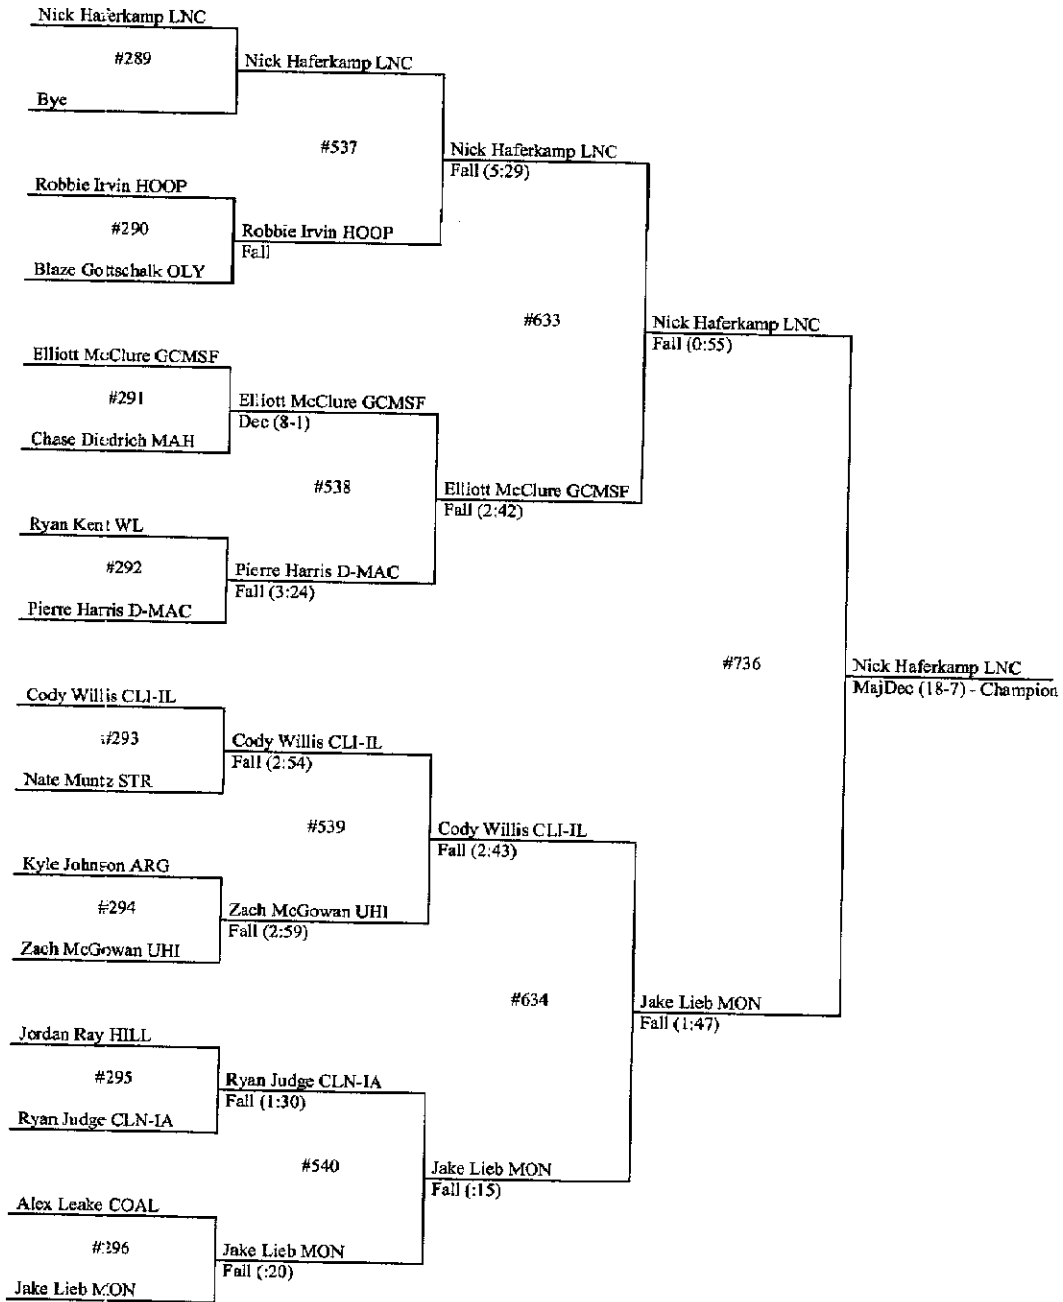 Nick Haferkamp LNC
#289
Nick Haferkamp LNC
Bye
#537
Nick Haferkamp LNC
Fall (5:29)
Robbie Irvin HOOP
#290
Robbie Irvin HOOP
Fall
Blaze Gottschalk OLY
#633
Nick Haferkamp LNC
Fall (0:55)
Elliott McClure GCMSF
#291
Elliott McClure GCMSF
Dec (8-1)
Chase Diedrich MAH
#538
Elliott McClure GCMSF
Fall (2:42)
Ryan Kent WL
#292
Pierre Harris D-MAC
Fall (3:24)
Pierre Harris D-MAC
#736
Nick Haferkamp LNC
MajDec (18-7) - Champion
Cody Willis CLI-IL
#293
Cody Willis CLI-IL
Fall (2:54)
Nate Muntz STR
#539
Cody Willis CLI-IL
Fall (2:43)
Kyle Johnson ARG
#294
Zach McGowan UHI
Fall (2:59)
Zach McGowan UHI
#634
Jake Lieb MON
Fall (1:47)
Jordan Ray HILL
#295
Ryan Judge CLN-IA
Fall (1:30)
Ryan Judge CLN-IA
#540
Jake Lieb MON
Fall (:15)
Alex Leake COAL
#296
Jake Lieb MON
Fall (:20)
Jake Lieb MON